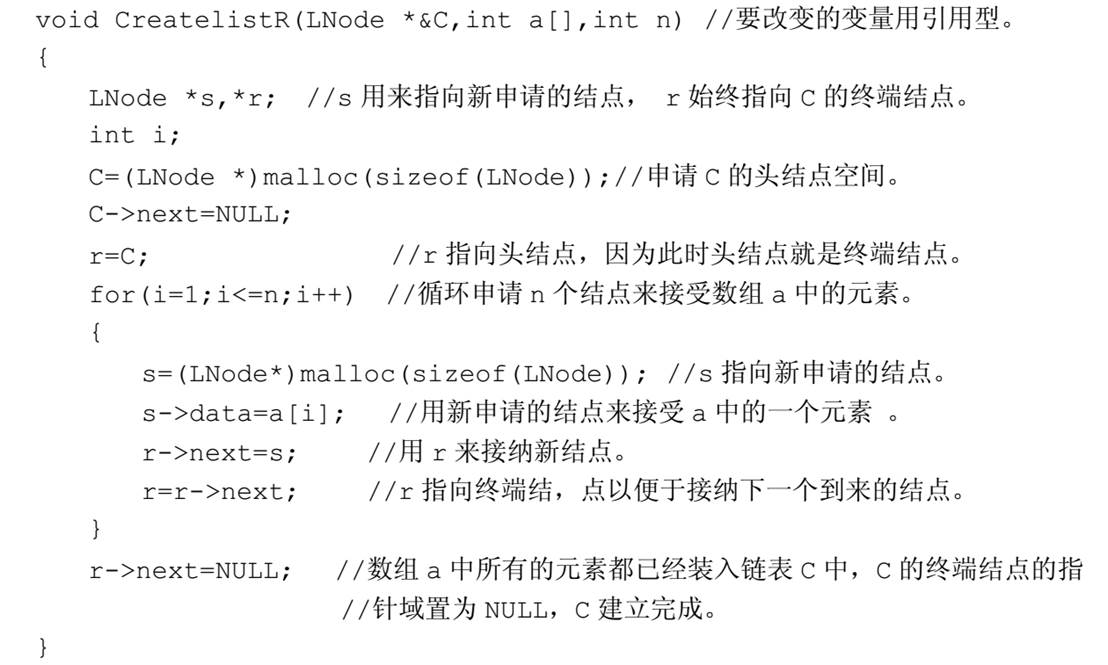 void CreatelistR(LNode *&C,int a[],int n) //要改变的变量用引用型。
{
LNode *s,*r; //s 用来指向新申请的结点， r 始终指向 C 的终端结点。
int i;
C=(LNode *)malloc(sizeof(LNode));//申请 C 的头结点空间。
C->next=NULL;
r=C; //r 指向头结点，因为此时头结点就是终端结点。
for(i=1;i<=n;i++) //循环申请 n 个结点来接受数组 a 中的元素。
{
s=(LNode*)malloc(sizeof(LNode)); //s 指向新申请的结点。
s->data=a[i]; //用新申请的结点来接受 a 中的一个元素 。
r->next=s; //用 r 来接纳新结点。
r=r->next; //r 指向终端结，点以便于接纳下一个到来的结点。
}
r->next=NULL; //数组 a 中所有的元素都已经装入链表 C 中，C 的终端结点的指
//针域置为 NULL，C 建立完成。
}